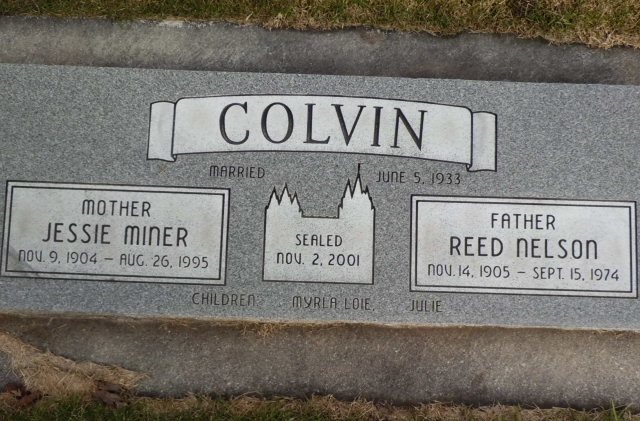 COLVIN
MARRIED JUNE 5, 1933
MOTHER
JESSIE MINER
NOV. 9, 1904 – AUG. 26, 1995
SEALED
NOV. 2, 2001
FATHER
REED NELSON
NOV. 14, 1905 – SEPT. 15, 1974
CHILDREN: MYRLA LOIE, JULIE